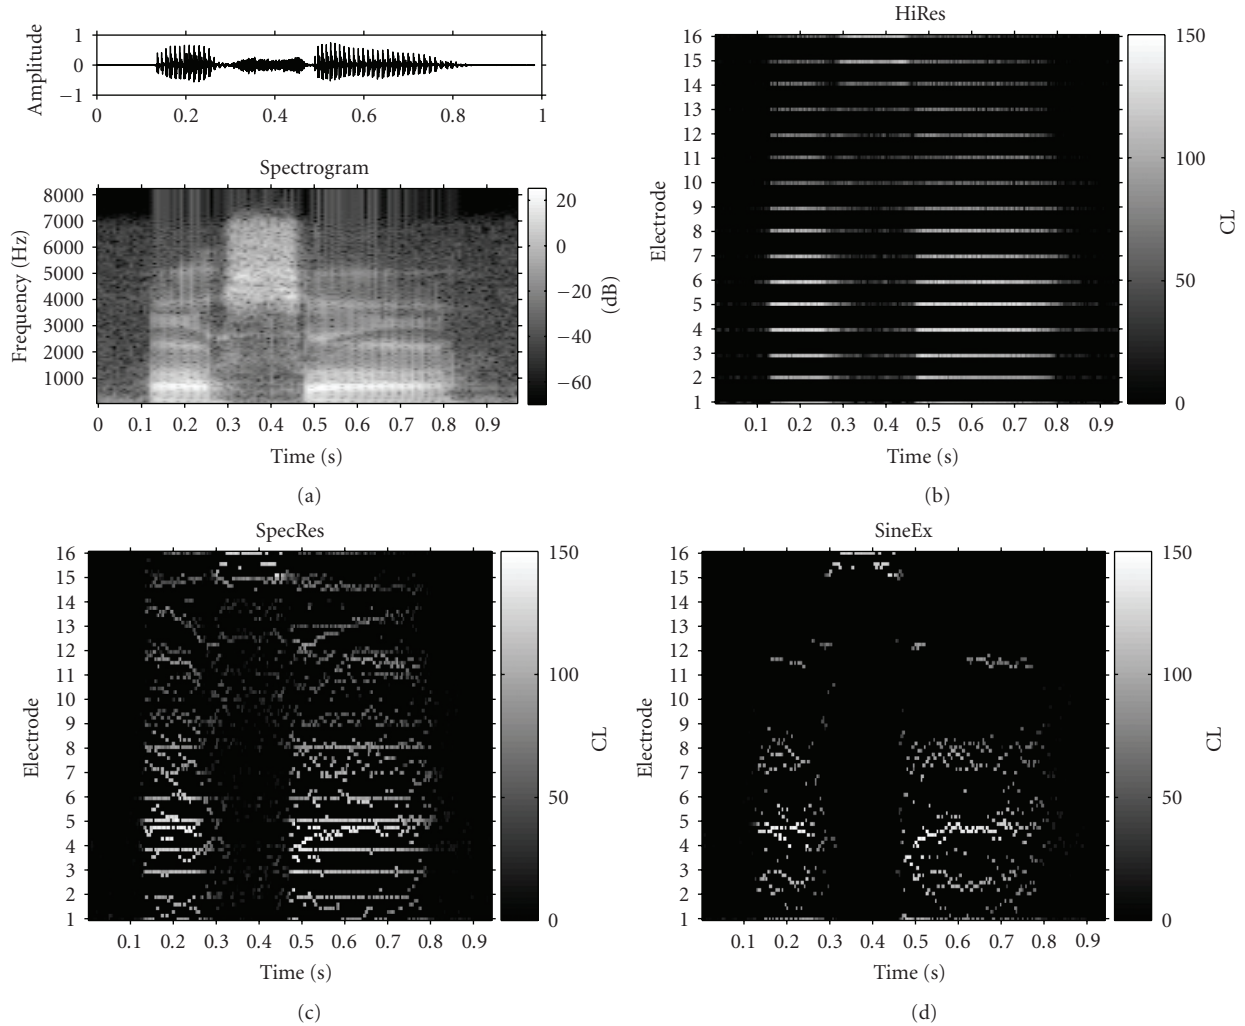 Amplitude
1
0
−1
0 0.2 0.4 0.6 0.8 1
Spectrogram
Frequency (Hz)
8000
7000
6000
5000
4000
3000
2000
1000
0 0.1 0.2 0.3 0.4 0.5 0.6 0.7 0.8 0.9
Time (s)
20
0
−20
−40
−60
(dB)
(a)
HiRes
Electrode
16
15
14
13
12
11
10
9
8
7
6
5
4
3
2
1
0.1 0.2 0.3 0.4 0.5 0.6 0.7 0.8 0.9
Time (s)
150
100
50
0
CL
(b)
SpecRes
Electrode
16
15
14
13
12
11
10
9
8
7
6
5
4
3
2
1
0.1 0.2 0.3 0.4 0.5 0.6 0.7 0.8 0.9
Time (s)
150
100
50
0
CL
(c)
SineEx
Electrode
16
15
14
13
12
11
10
9
8
7
6
5
4
3
2
1
0.1 0.2 0.3 0.4 0.5 0.6 0.7 0.8 0.9
Time (s)
150
100
50
0
CL
(d)